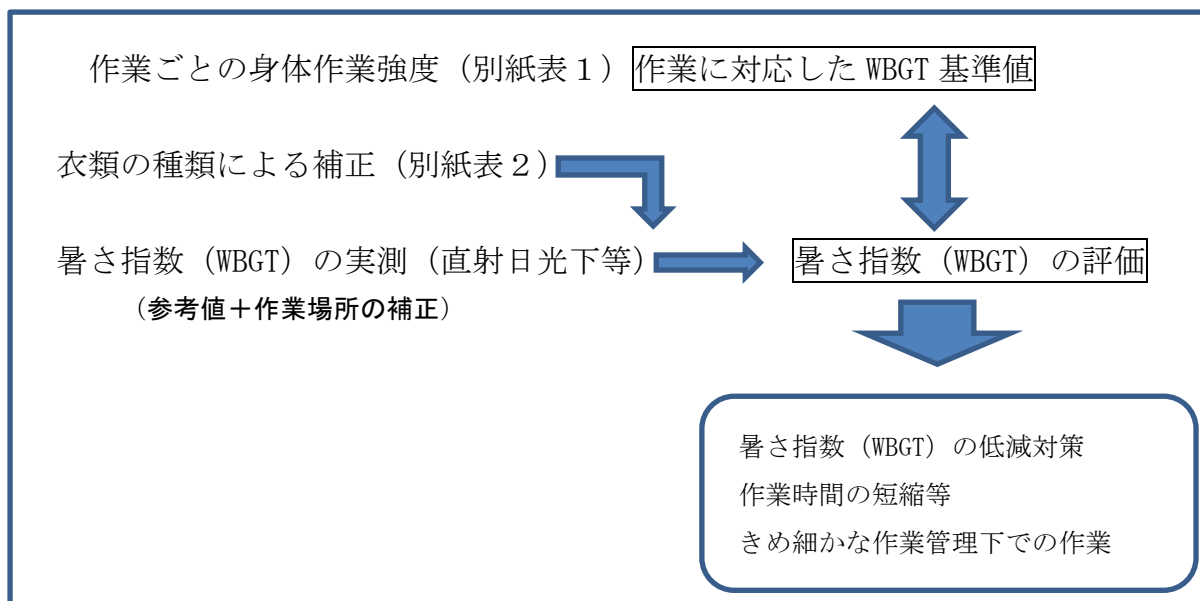 作業ごとの身体作業強度（別紙表１）作業に対応した WBGT 基準値
衣類の種類による補正（別紙表２）
暑さ指数（WBGT）の実測（直射日光下等） 暑さ指数（WBGT）の評価
（参考値＋作業場所の補正）
暑さ指数（WBGT）の低減対策
作業時間の短縮等
きめ細かな作業管理下での作業